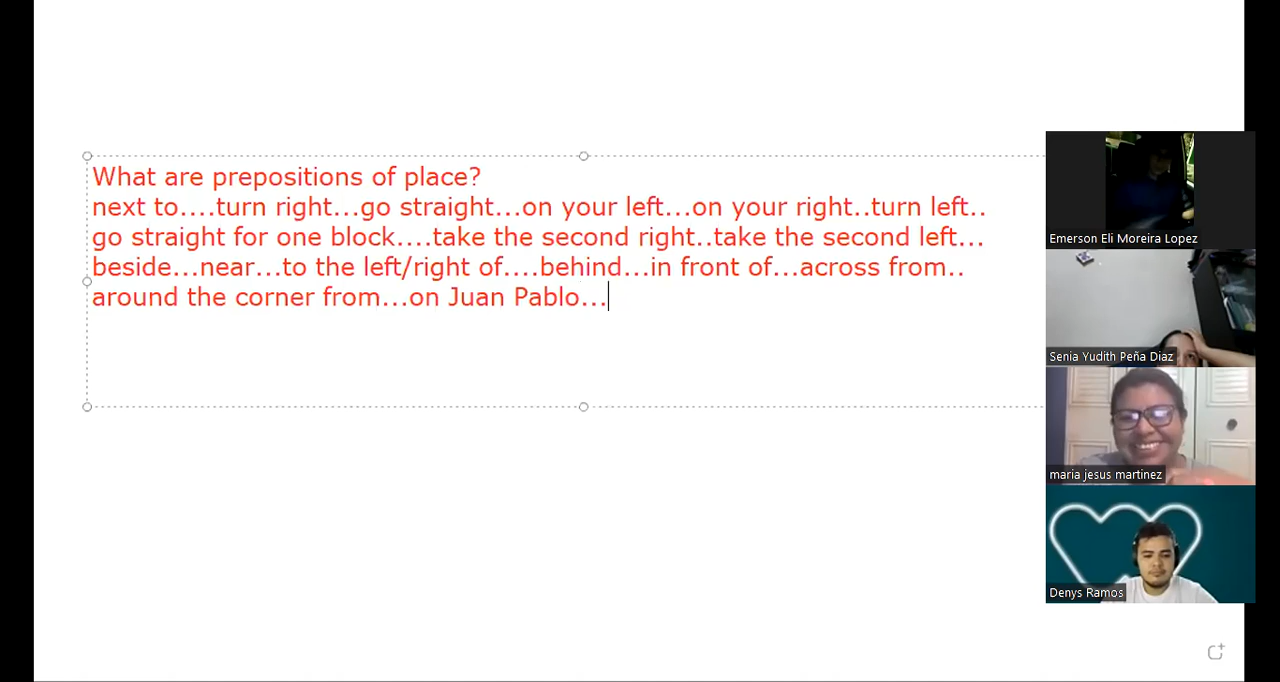 What are prepositions of place?
next to....turn right...go straight...on your left...on your right..turn left..
go straight for one block....take the second right..take the second left...
beside...near...to the left/right of....behind...in front of...across from..
around the corner from...on Juan Pablo...
Emerson Eli Moreira Lopez
Senia Yudith Peña Diaz
maria jesus martinez
Denys Ramos